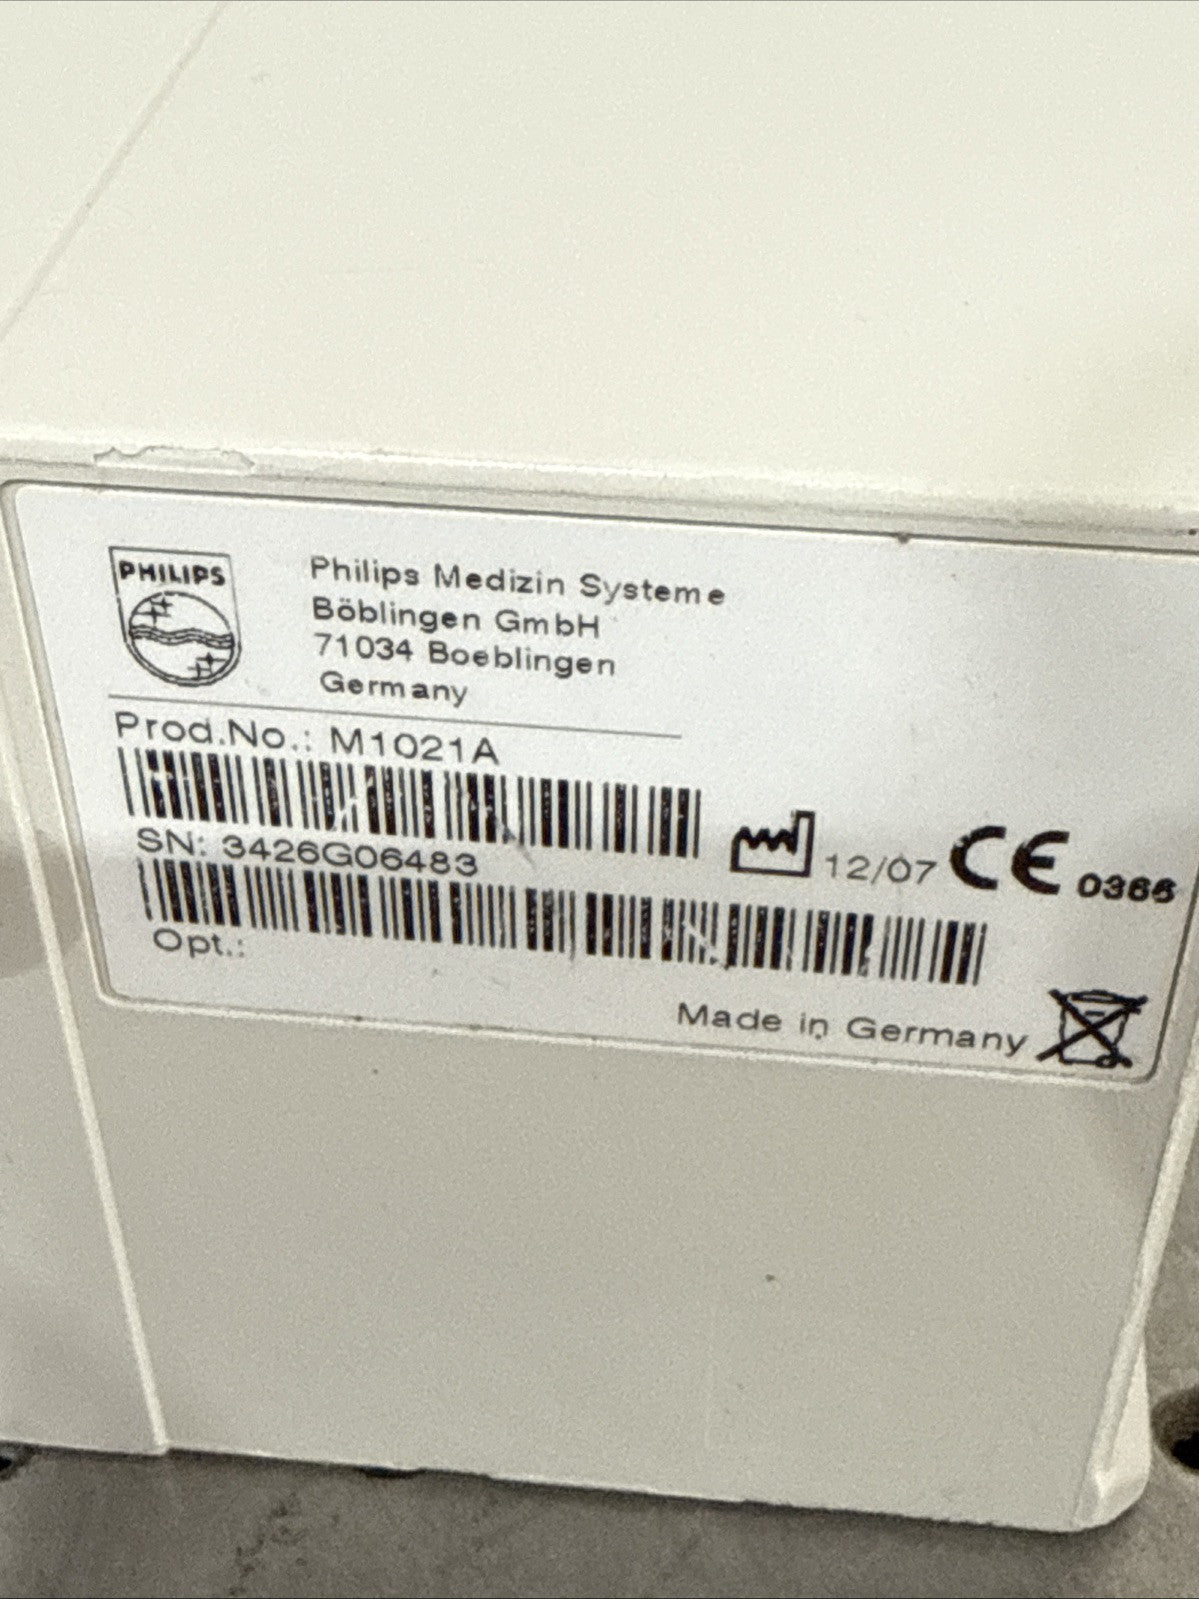 PHILIPS
Philips Medizin Systeme
Böblingen GmbH
71034 Boeblingen
Germany
Prod.No.: M1021A
SN: 3426G06483
12/07 CE 0366
Opt.:
Made in Germany